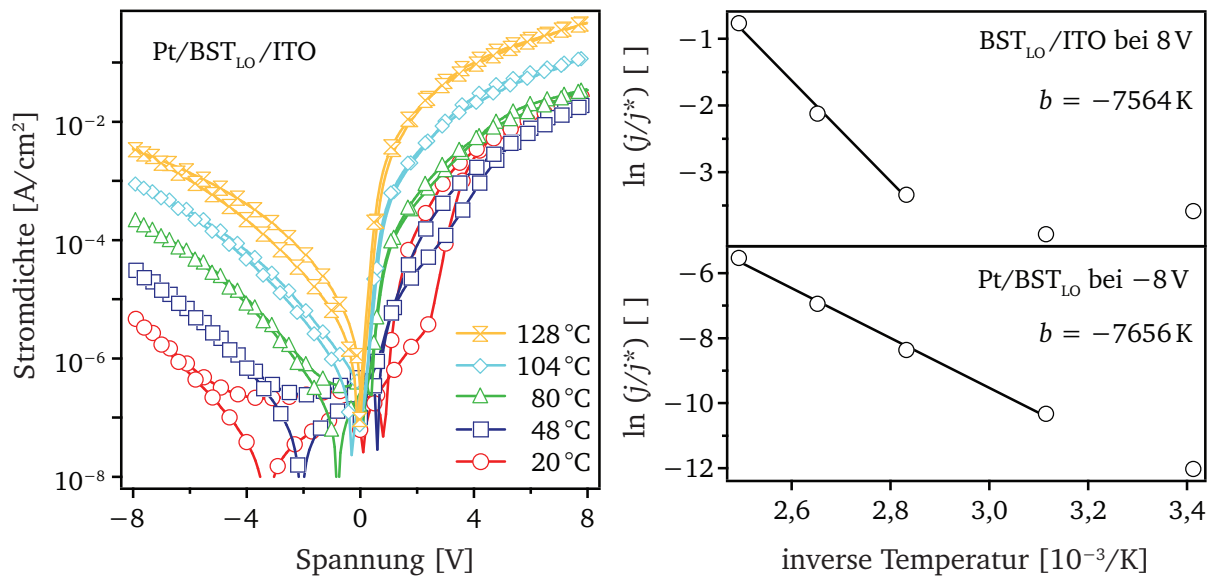 Pt/BST_LO/ITO
Stromdichte [A/cm²]
10⁻²
10⁻⁴
10⁻⁶
10⁻⁸
128 °C
104 °C
80 °C
48 °C
20 °C
−8 −4 0 4 8
Spannung [V]
BST_LO/ITO bei 8 V
b = −7564 K
ln (j/j*) [ ]
−1
−2
−3
Pt/BST_LO bei −8 V
b = −7656 K
ln (j/j*) [ ]
−6
−8
−10
−12
2,6 2,8 3,0 3,2 3,4
inverse Temperatur [10⁻³/K]